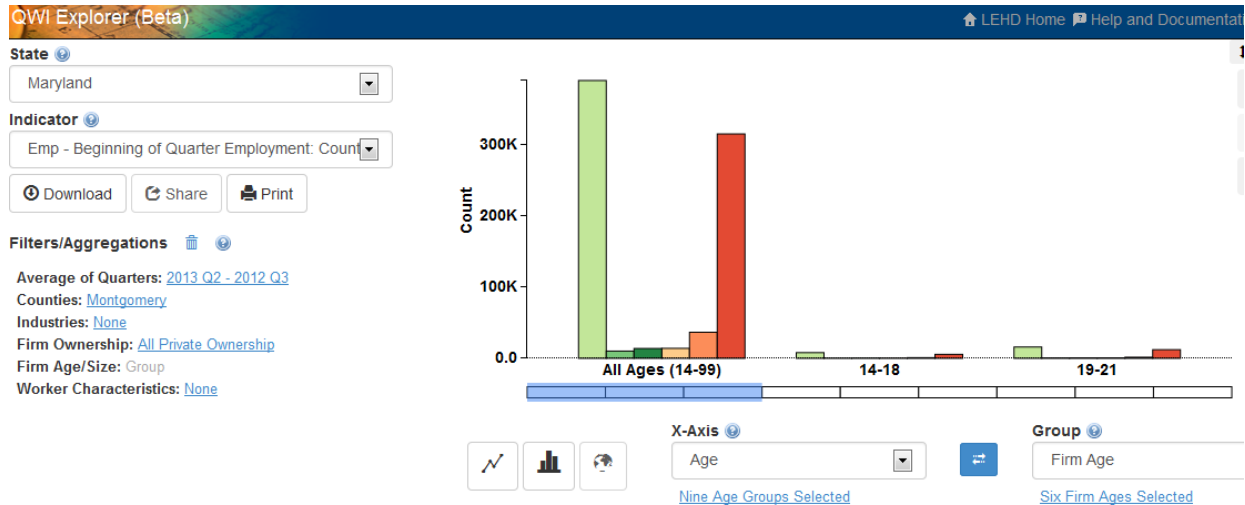 QWI Explorer (Beta)
LEHD Home Help and Documentati
State
Maryland
Indicator
Emp - Beginning of Quarter Employment: Count
Download Share Print
Filters/Aggregations
Average of Quarters: 2013 Q2 - 2012 Q3
Counties: Montgomery
Industries: None
Firm Ownership: All Private Ownership
Firm Age/Size: Group
Worker Characteristics: None
Count
300K
200K
100K
0.0
All Ages (14-99) 14-18 19-21
X-Axis
Age
Nine Age Groups Selected
Group
Firm Age
Six Firm Ages Selected